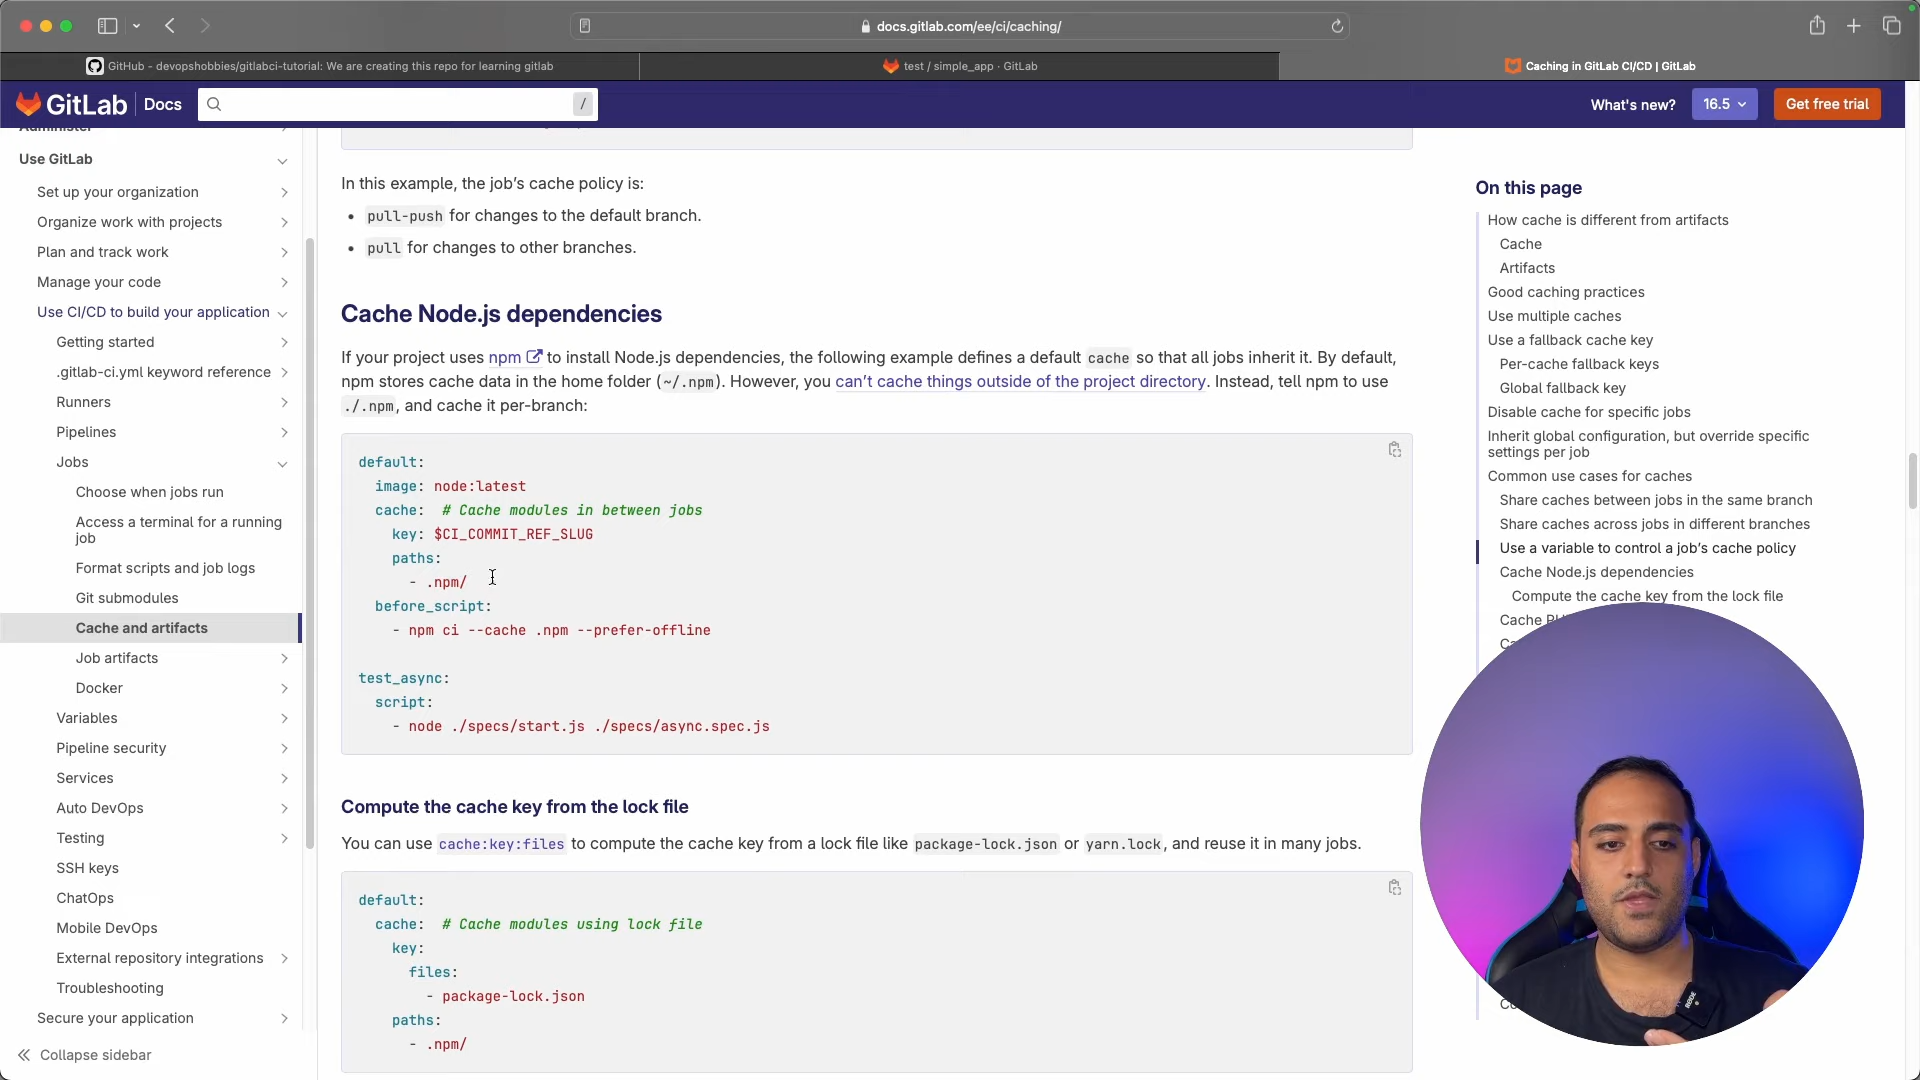 docs.gitlab.com/ee/ci/caching/
GitHub - devopshobbies/gitlabci-tutorial: We are creating this repo for learning gitlab
test / simple_app · GitLab
Caching in GitLab CI/CD | GitLab
GitLab Docs
/
What's new?
16.5
Get free trial
Administer
Use GitLab
Set up your organization
Organize work with projects
Plan and track work
Manage your code
Use CI/CD to build your application
Getting started
.gitlab-ci.yml keyword reference
Runners
Pipelines
Jobs
Choose when jobs run
Access a terminal for a running
job
Format scripts and job logs
Git submodules
Cache and artifacts
Job artifacts
Docker
Variables
Pipeline security
Services
Auto DevOps
Testing
SSH keys
ChatOps
Mobile DevOps
External repository integrations
Troubleshooting
Secure your application
Collapse sidebar
In this example, the job’s cache policy is:
• pull-push for changes to the default branch.
• pull for changes to other branches.
Cache Node.js dependencies
If your project uses npm to install Node.js dependencies, the following example defines a default cache so that all jobs inherit it. By default,
npm stores cache data in the home folder (~/.npm). However, you can’t cache things outside of the project directory. Instead, tell npm to use
./.npm, and cache it per-branch:
default:
image: node:latest
cache: # Cache modules in between jobs
key: $CI_COMMIT_REF_SLUG
paths:
- .npm/
before_script:
- npm ci --cache .npm --prefer-offline
test_async:
script:
- node ./specs/start.js ./specs/async.spec.js
Compute the cache key from the lock file
You can use cache:key:files to compute the cache key from a lock file like package-lock.json or yarn.lock, and reuse it in many jobs.
default:
cache: # Cache modules using lock file
key:
files:
- package-lock.json
paths:
- .npm/
On this page
How cache is different from artifacts
Cache
Artifacts
Good caching practices
Use multiple caches
Use a fallback cache key
Per-cache fallback keys
Global fallback key
Disable cache for specific jobs
Inherit global configuration, but override specific
settings per job
Common use cases for caches
Share caches between jobs in the same branch
Share caches across jobs in different branches
Use a variable to control a job’s cache policy
Cache Node.js dependencies
Compute the cache key from the lock file
Cache
RØDE